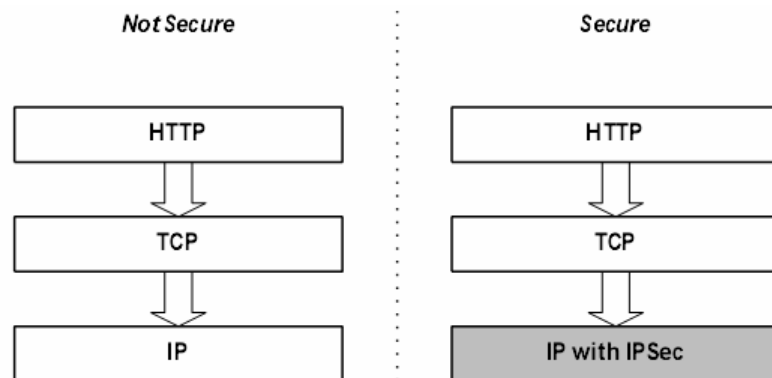 Not Secure
Secure
HTTP
HTTP
TCP
TCP
IP
IP with IPSec